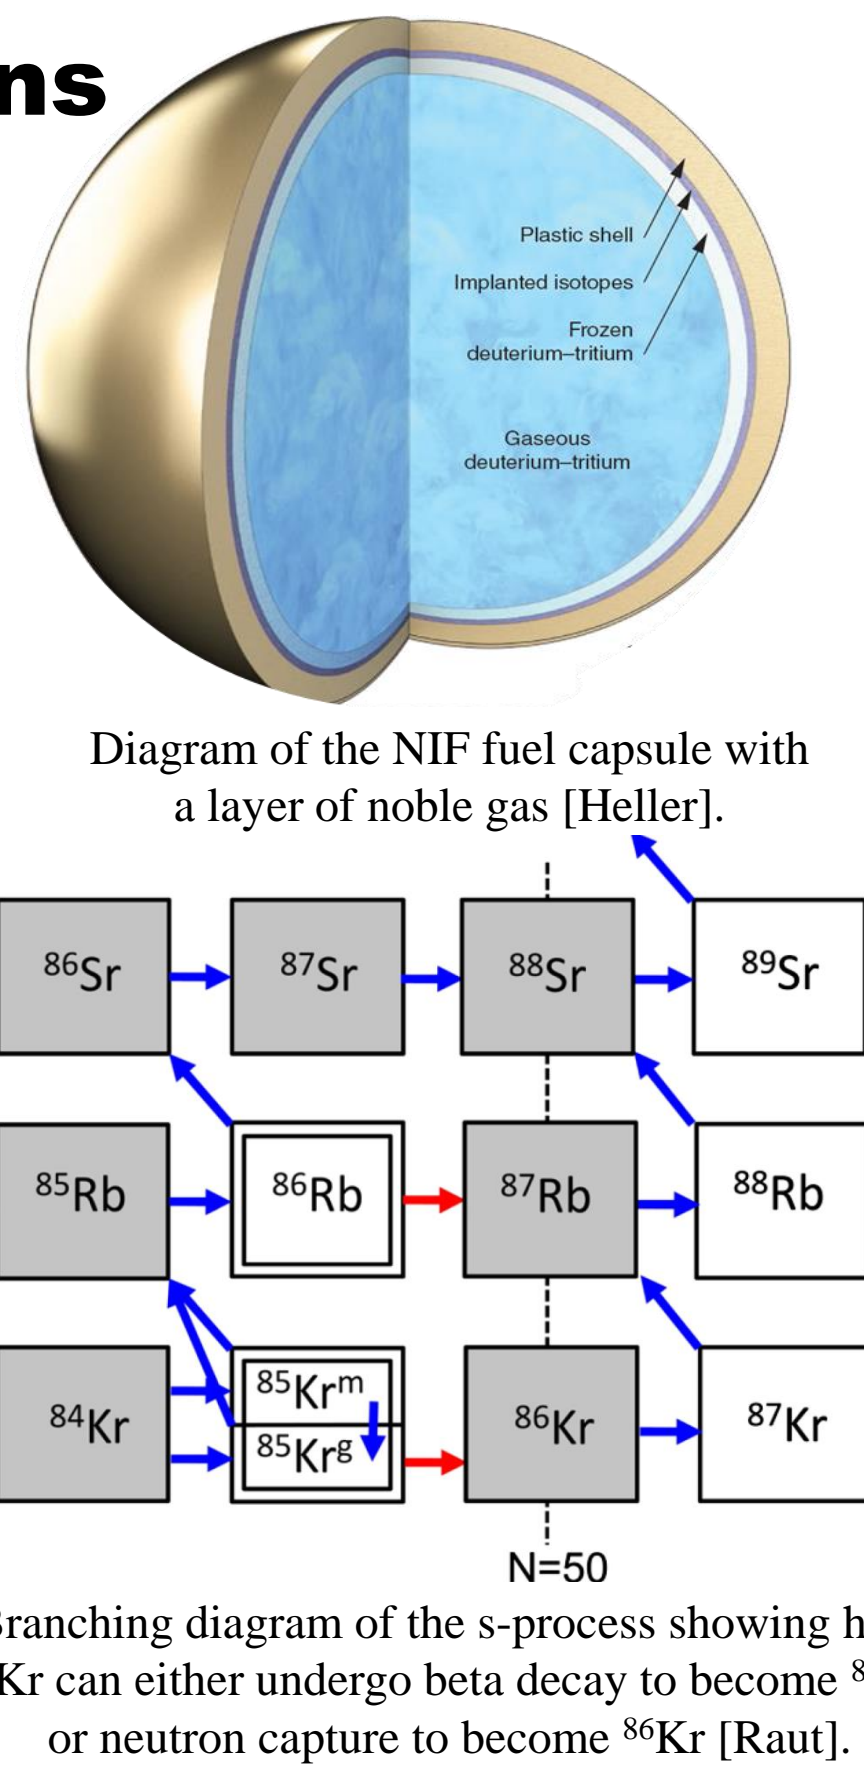 ns
Plastic shell
Implanted isotopes
Frozen
deuterium–tritium
Gaseous
deuterium–tritium
Diagram of the NIF fuel capsule with
a layer of noble gas [Heller].
⁸⁶Sr ⁸⁷Sr ⁸⁸Sr ⁸⁹Sr
⁸⁵Rb ⁸⁶Rb ⁸⁷Rb ⁸⁸Rb
⁸⁴Kr ⁸⁵Krᵐ ⁸⁶Kr ⁸⁷Kr
⁸⁵Krᵍ
N=50
Branching diagram of the s-process showing h
Kr can either undergo beta decay to become ⁸
or neutron capture to become ⁸⁶Kr [Raut].